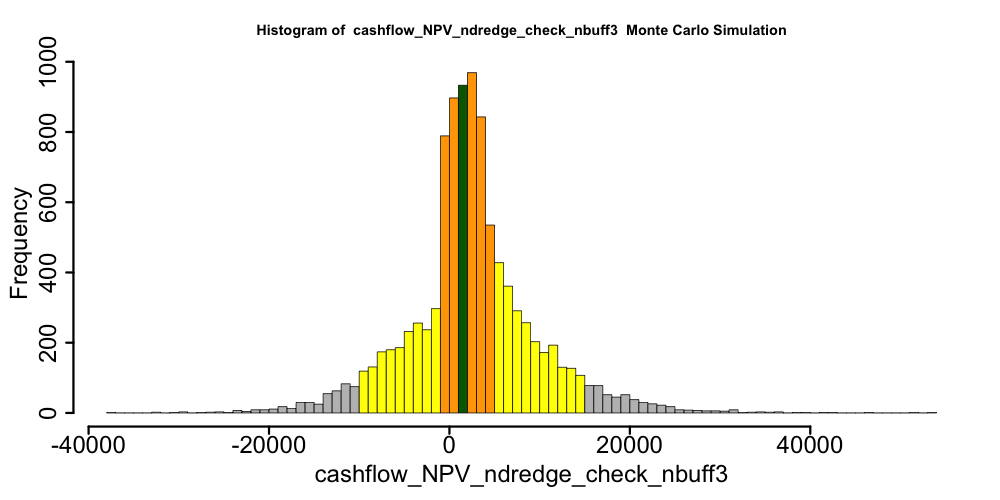 Histogram of cashflow_NPV_ndredge_check_nbuff3 Monte Carlo Simulation
Frequency
1000
800
600
400
200
0
-40000 -20000 0 20000 40000
cashflow_NPV_ndredge_check_nbuff3